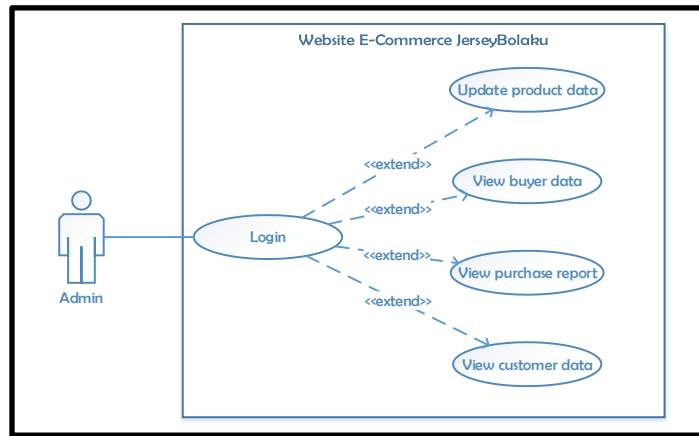 Website E-Commerce JerseyBolaku
Update product data
<<extend>>
View buyer data
<<extend>>
Login
<<extend>>
View purchase report
Admin
<<extend>>
View customer data